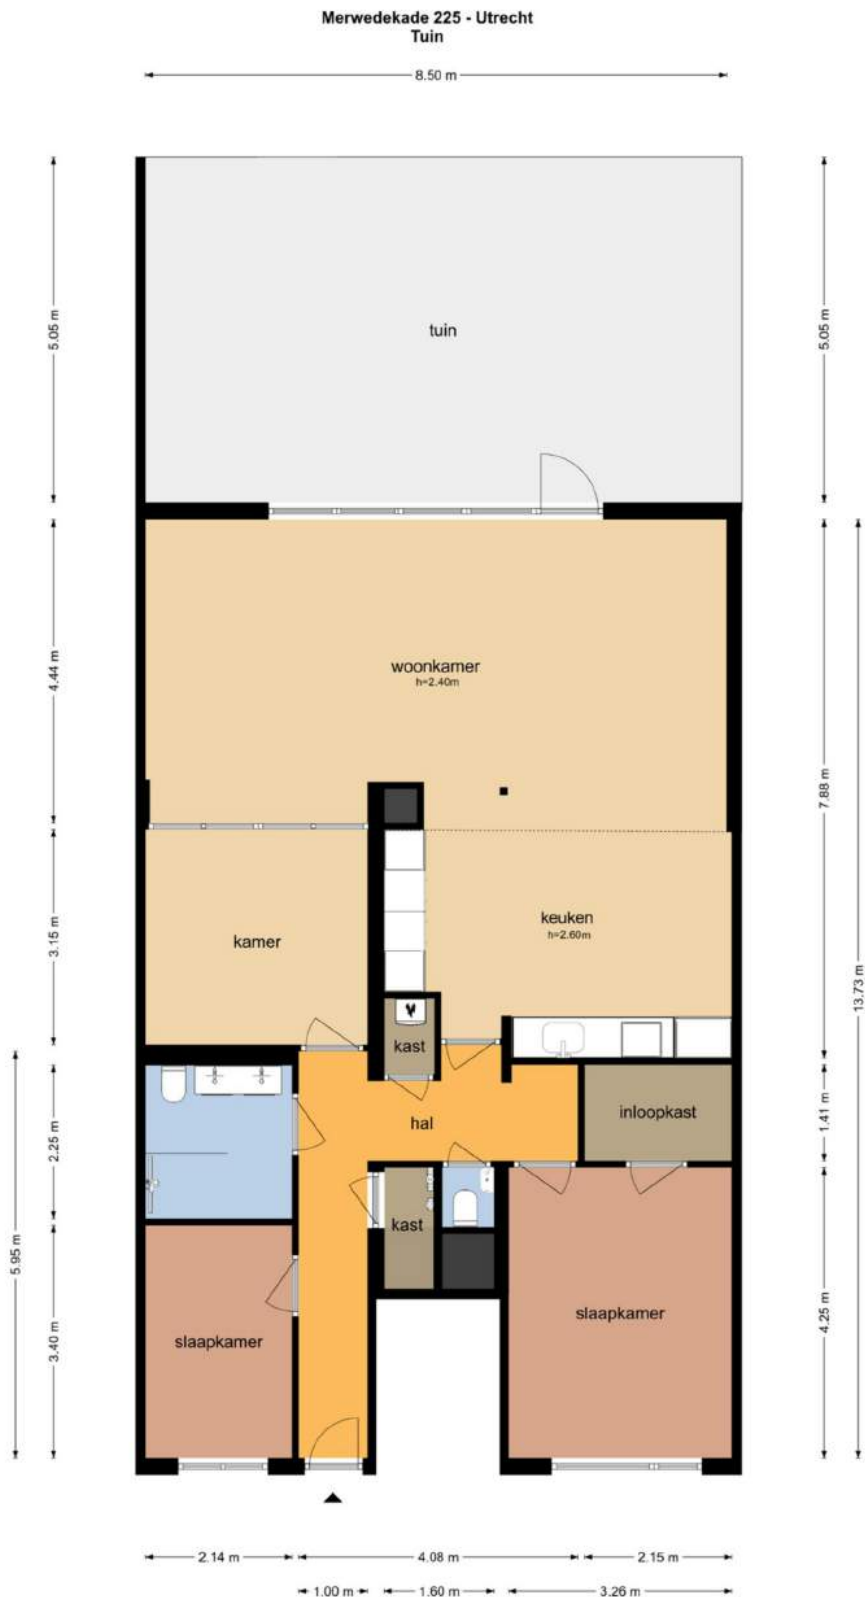 Merwedekade 225 - Utrecht
Tuin
8.50 m
5.05 m
5.05 m
tuin
4.44 m
woonkamer
h=2.40m
7.88 m
3.15 m
kamer
keuken
h=2.60m
13.73 m
kast
hal
inloopkast
1.41 m
2.25 m
5.95 m
kast
3.40 m
slaapkamer
slaapkamer
4.25 m
2.14 m
4.08 m
2.15 m
1.00 m
1.60 m
3.26 m